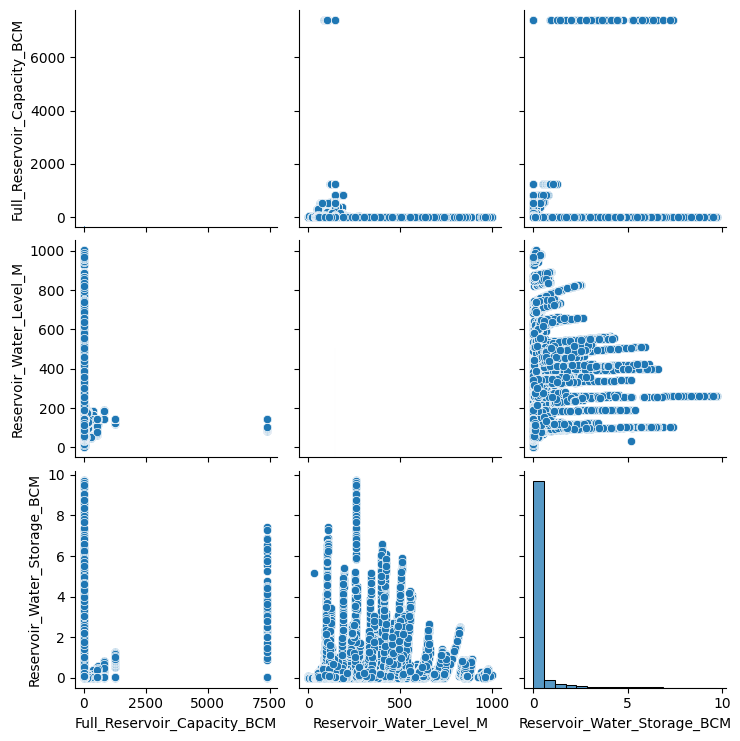 Full_Reservoir_Capacity_BCM
6000
4000
2000
0
Reservoir_Water_Level_M
1000
800
600
400
200
0
Reservoir_Water_Storage_BCM
10
8
6
4
2
0
0 2500 5000 7500
0 500 1000
0 5 10
Full_Reservoir_Capacity_BCM
Reservoir_Water_Level_M
Reservoir_Water_Storage_BCM